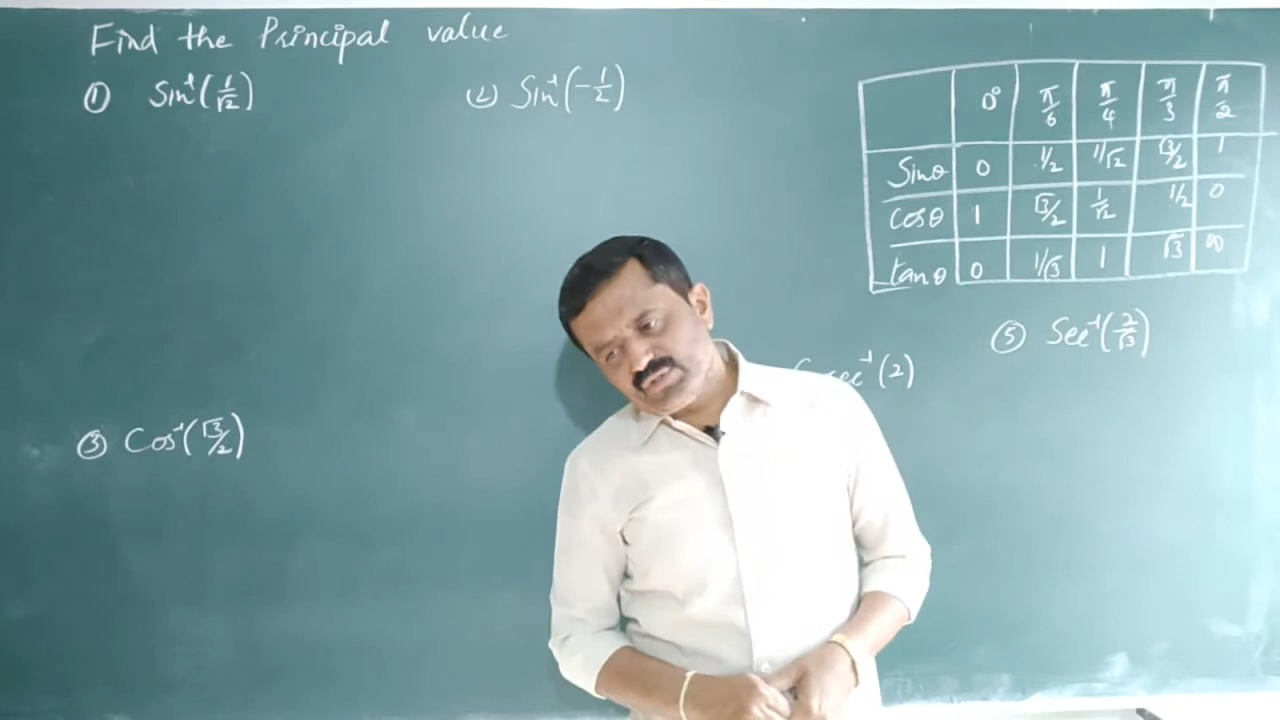 Find the Principal value
① Sin⁻¹(1/√2)
② Sin⁻¹(-1/2)
0° π/6 π/4 π/3 π/2
Sinθ 0 1/2 1/√2 √3/2 1
Cosθ 1 √3/2 1/√2 1/2 0
tanθ 0 1/√3 1 √3 ∞
⑤ Sec⁻¹(2/√3)
sec⁻¹(2)
③ Cos⁻¹(√3/2)